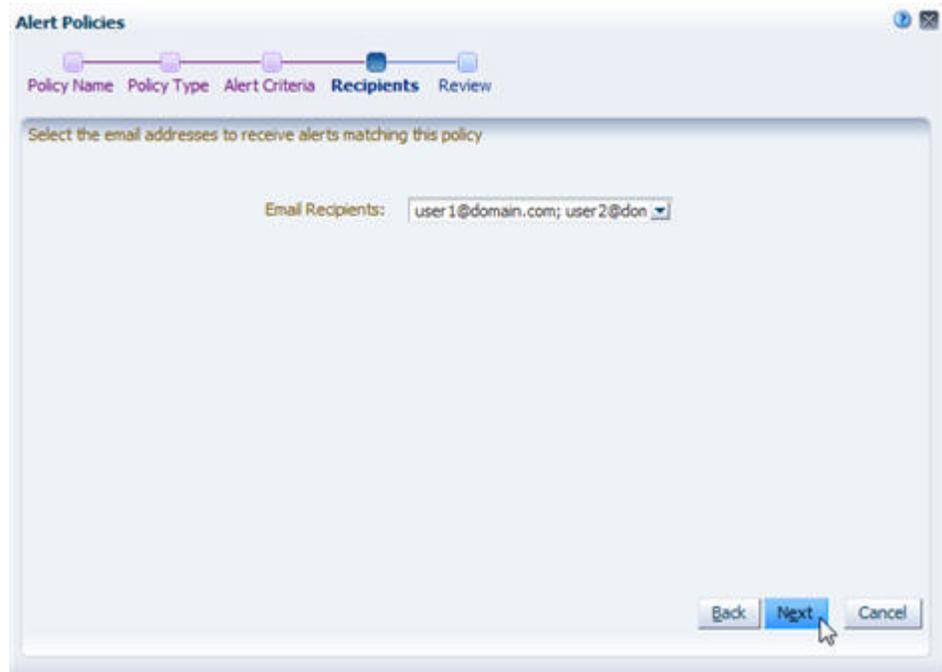 Alert Policies
Policy Name Policy Type Alert Criteria Recipients Review
Select the email addresses to receive alerts matching this policy
Email Recipients: user1@domain.com; user2@don
Back Next Cancel